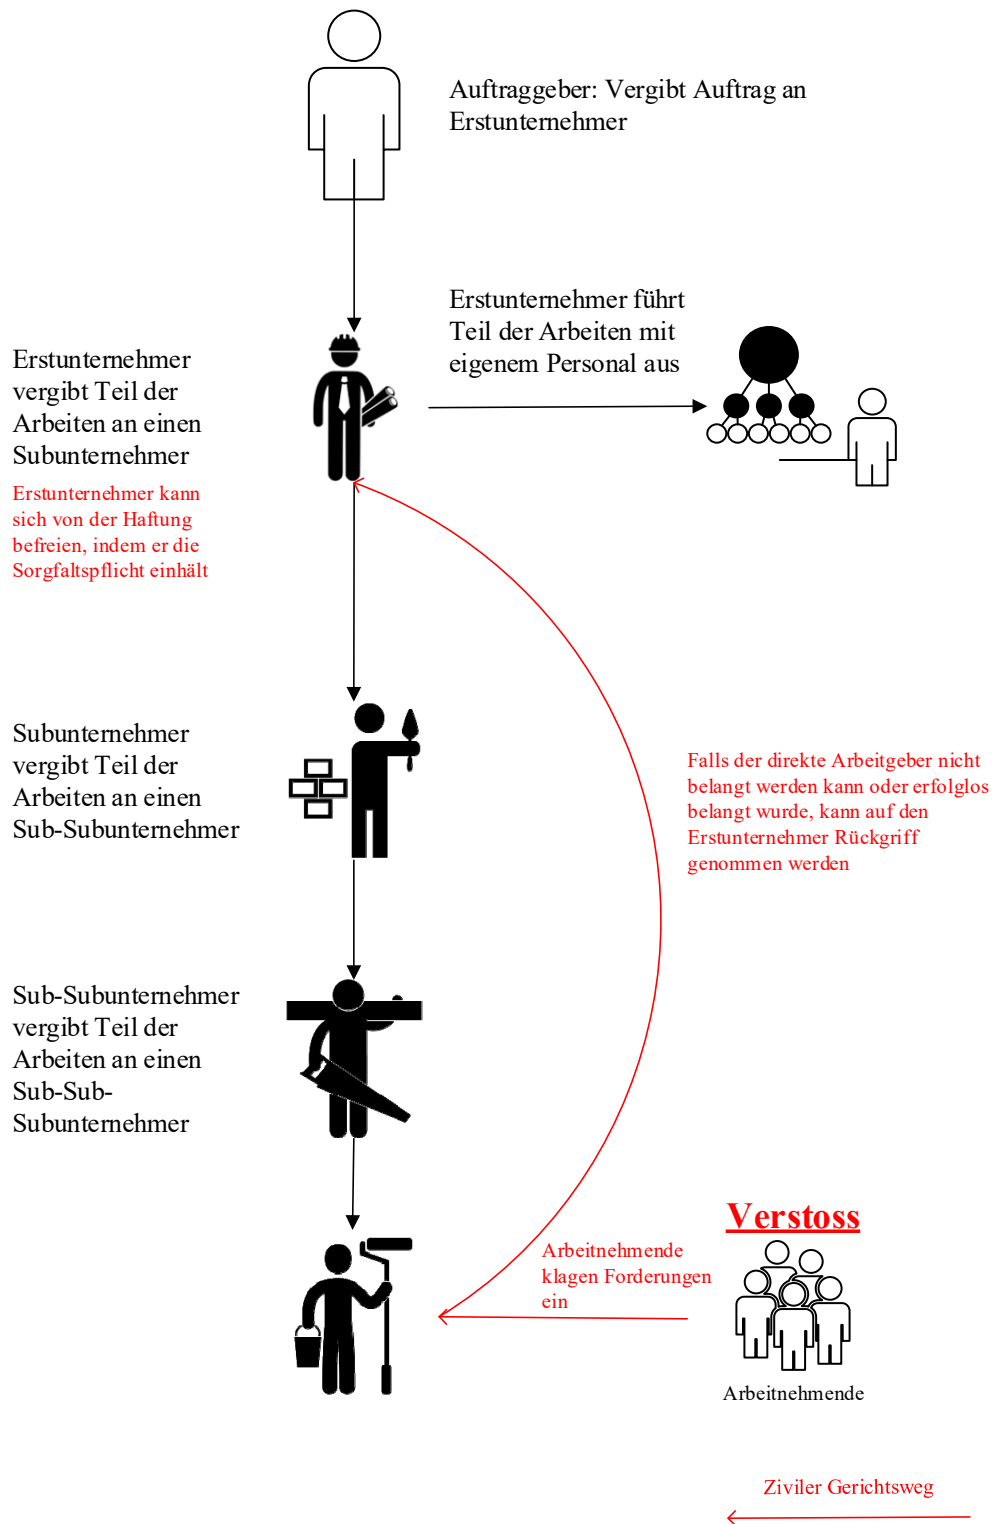 Auftraggeber: Vergibt Auftrag an
Erstunternehmer
Erstunternehmer führt
Teil der Arbeiten mit
eigenem Personal aus
Erstunternehmer
vergibt Teil der
Arbeiten an einen
Subunternehmer
Erstunternehmer kann
sich von der Haftung
befreien, indem er die
Sorgfaltspflicht einhält
Subunternehmer
vergibt Teil der
Arbeiten an einen
Sub-Subunternehmer
Falls der direkte Arbeitgeber nicht
belangt werden kann oder erfolglos
belangt wurde, kann auf den
Erstunternehmer Rückgriff
genommen werden
Sub-Subunternehmer
vergibt Teil der
Arbeiten an einen
Sub-Sub-
Subunternehmer
Verstoss
Arbeitnehmende
klagen Forderungen
ein
Arbeitnehmende
Ziviler Gerichtsweg